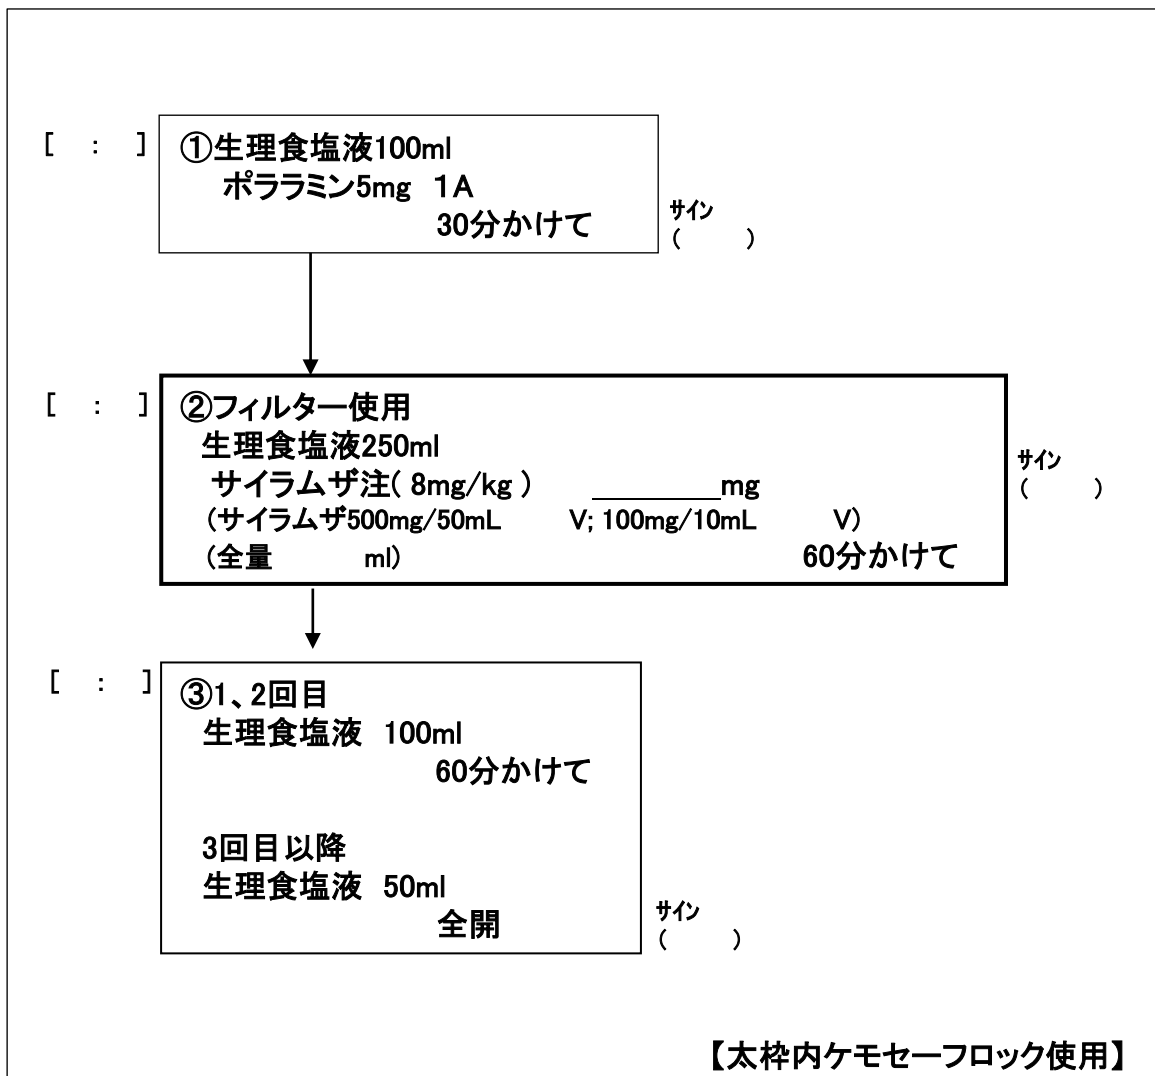 [ : ]
①生理食塩液100ml
ポララミン5mg 1A
30分かけて
サイン
( )
[ : ]
②フィルター使用
生理食塩液250ml
サイラムザ注( 8mg/kg ) ________mg
(サイラムザ500mg/50mL V; 100mg/10mL V)
(全量 ml) 60分かけて
サイン
( )
[ : ]
③1、2回目
生理食塩液 100ml
60分かけて
3回目以降
生理食塩液 50ml
全開
サイン
( )
【太枠内ケモセーフロック使用】